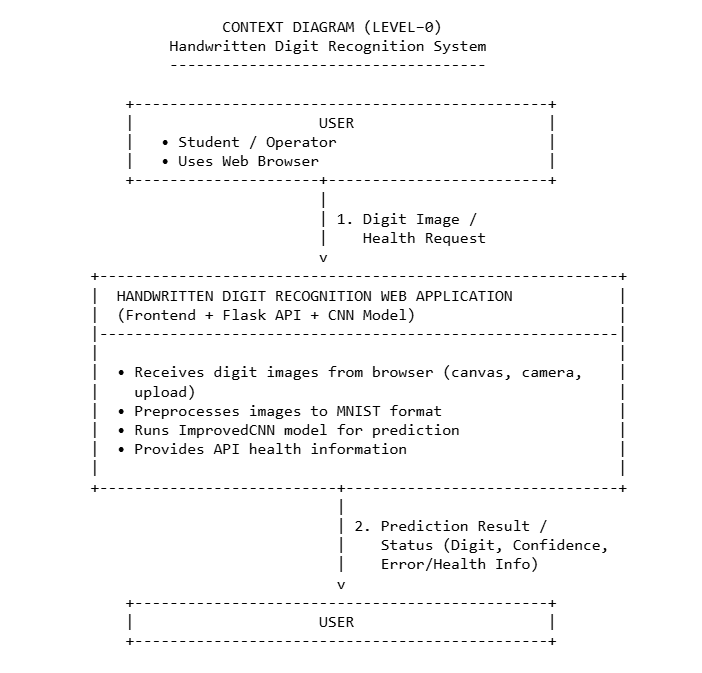 CONTEXT DIAGRAM (LEVEL–0)
Handwritten Digit Recognition System
USER
• Student / Operator
• Uses Web Browser
1. Digit Image /
Health Request
v
HANDWRITTEN DIGIT RECOGNITION WEB APPLICATION
(Frontend + Flask API + CNN Model)
• Receives digit images from browser (canvas, camera,
upload)
• Preprocesses images to MNIST format
• Runs ImprovedCNN model for prediction
• Provides API health information
2. Prediction Result /
Status (Digit, Confidence,
Error/Health Info)
v
USER